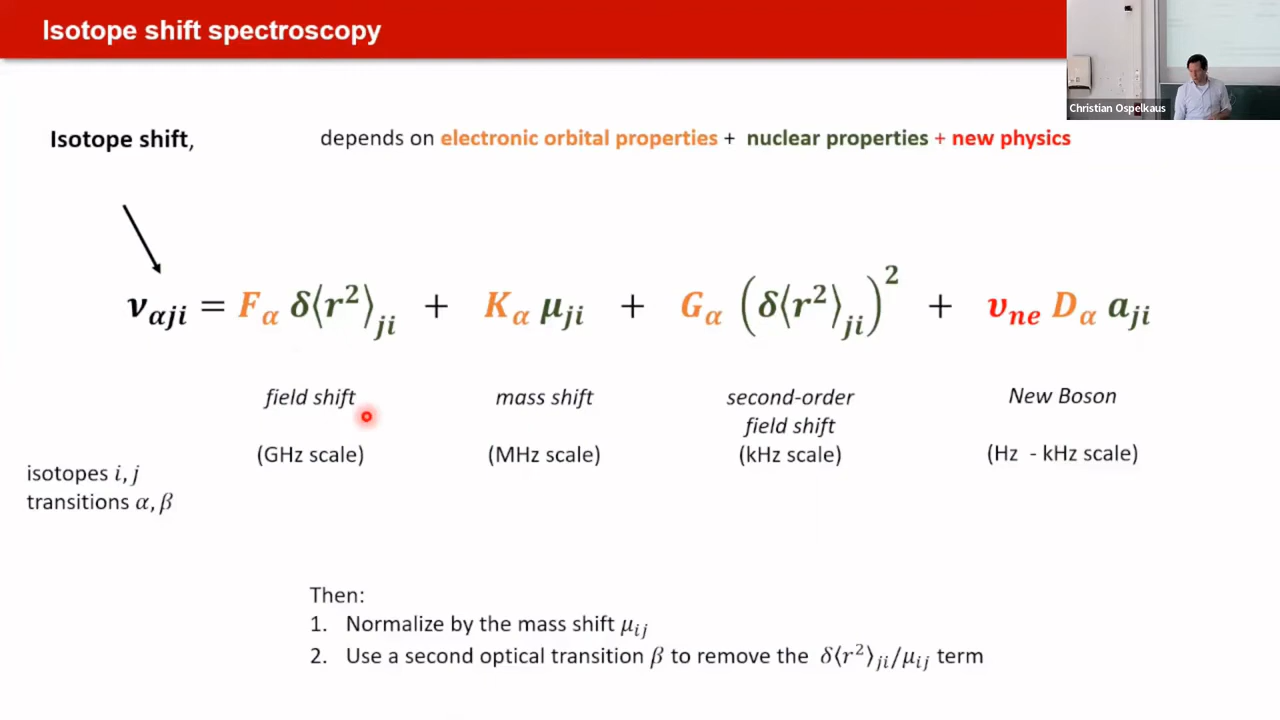 Isotope shift spectroscopy
Christian Ospelkaus
Isotope shift,
depends on electronic orbital properties + nuclear properties + new physics
ν_αji = F_α δ⟨r²⟩_ji + K_α μ_ji + G_α (δ⟨r²⟩_ji)² + υ_ne D_α a_ji
field shift
(GHz scale)
mass shift
(MHz scale)
second-order
field shift
(kHz scale)
New Boson
(Hz - kHz scale)
isotopes i, j
transitions α, β
Then:
1. Normalize by the mass shift μ_ij
2. Use a second optical transition β to remove the δ⟨r²⟩_ji/μ_ij term